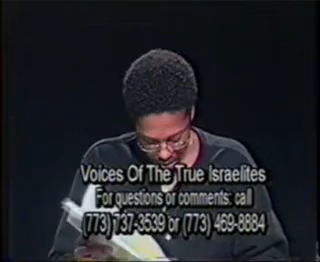 Voices Of The True Israelites
For questions or comments: call
(773) 737-3539 or (773) 469-8884